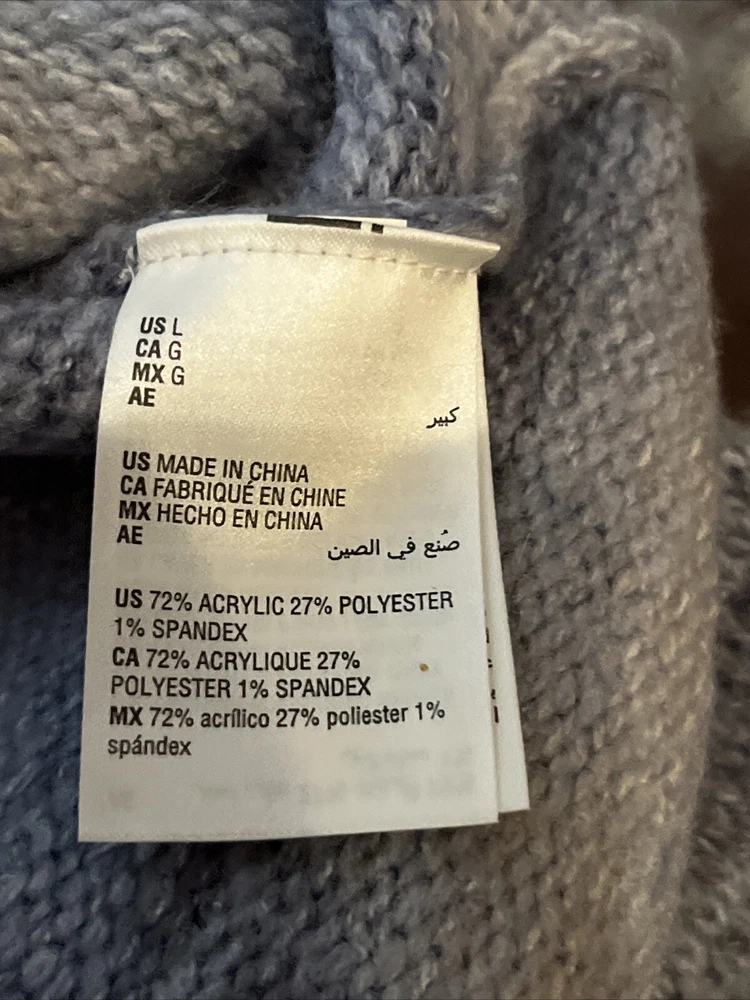 US L
CA G
MX G
AE
كبير
US MADE IN CHINA
CA FABRIQUÉ EN CHINE
MX HECHO EN CHINA
AE
صُنع في الصين
US 72% ACRYLIC 27% POLYESTER
1% SPANDEX
CA 72% ACRYLIQUE 27%
POLYESTER 1% SPANDEX
MX 72% acrílico 27% poliester 1%
spándex